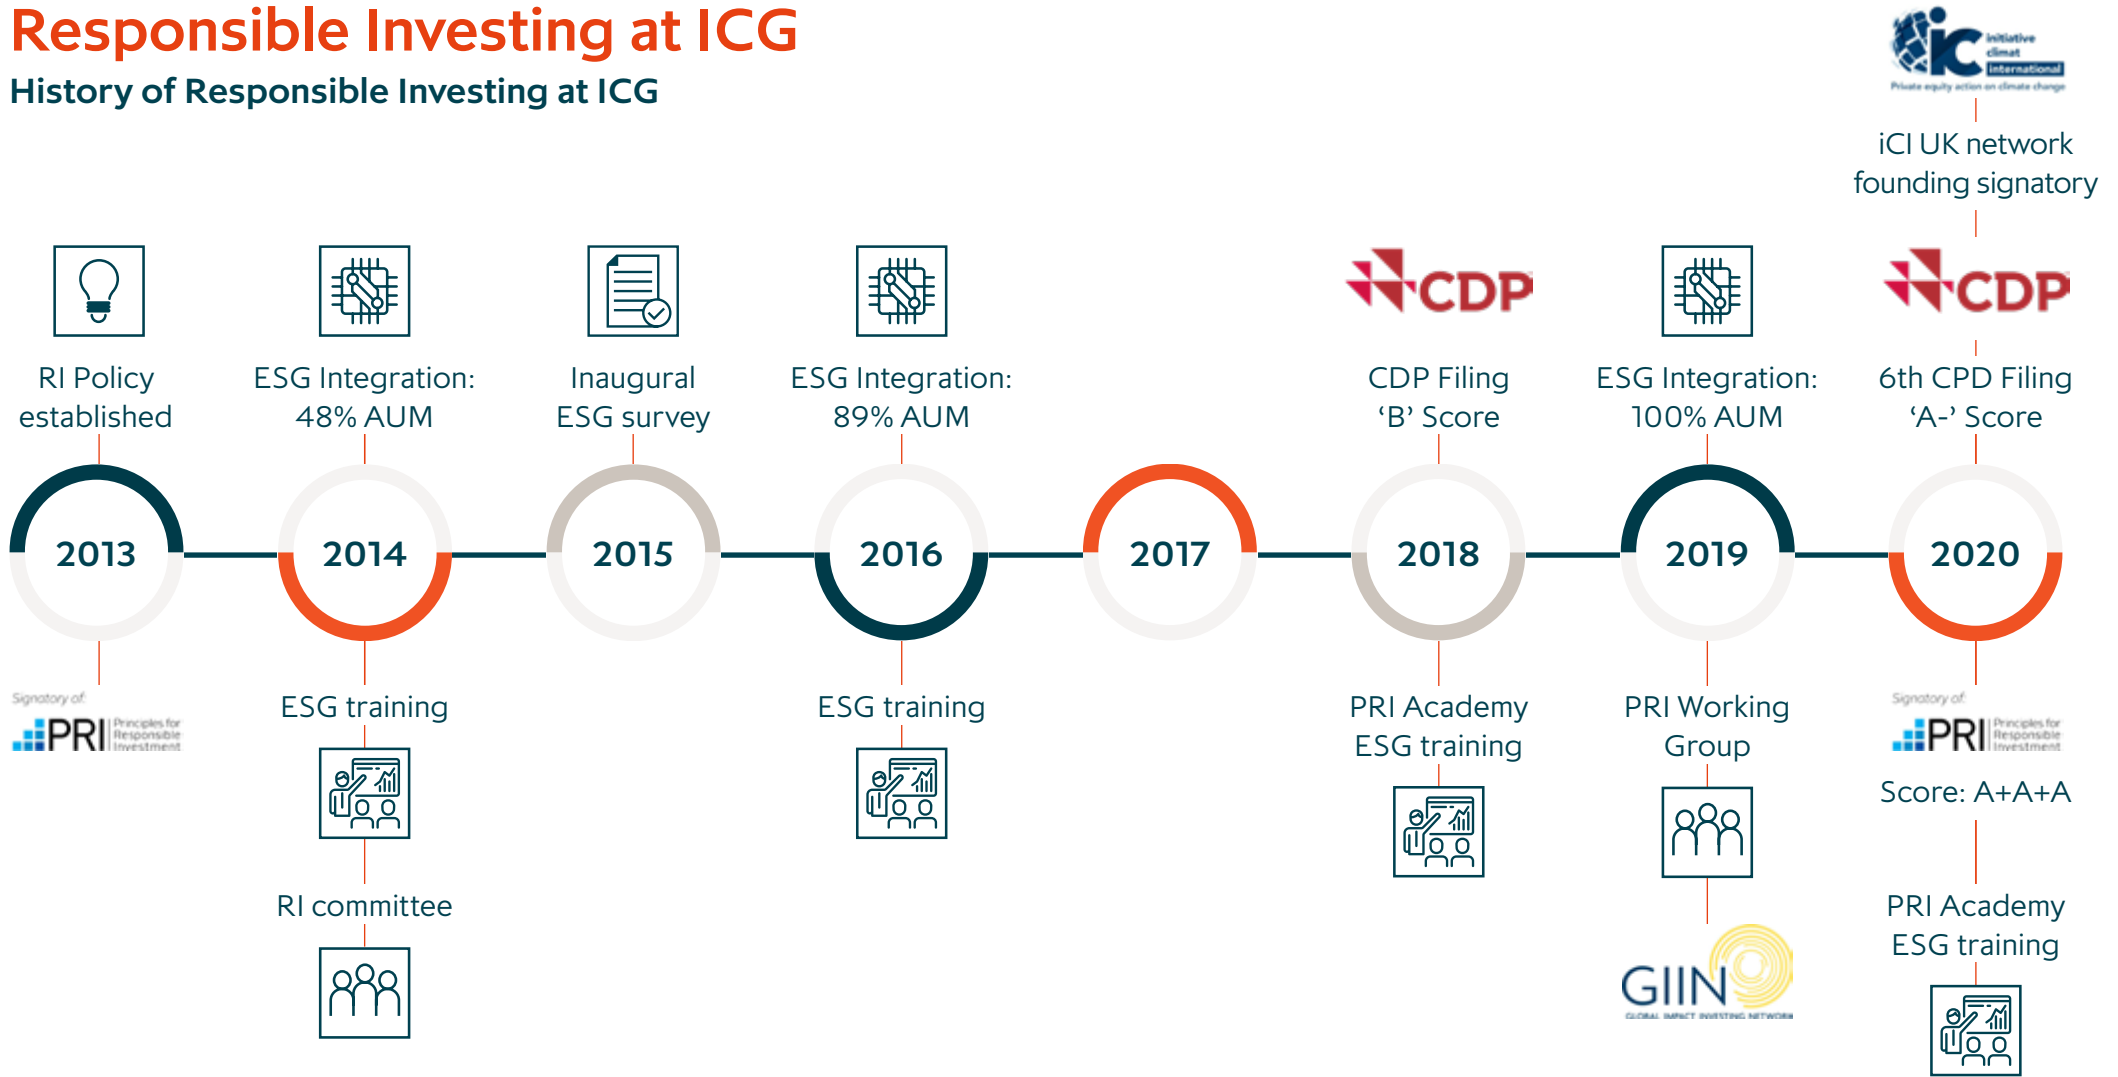 Responsible Investing at ICG
History of Responsible Investing at ICG
iC
initiative
climat
international
Private equity action on climate change
iCI UK network
founding signatory
CDP
CDP
RI Policy
established
ESG Integration:
48% AUM
Inaugural
ESG survey
ESG Integration:
89% AUM
CDP Filing
‘B’ Score
ESG Integration:
100% AUM
6th CPD Filing
‘A-’ Score
2013
2014
2015
2016
2017
2018
2019
2020
Signatory of:
PRI
Principles for
Responsible
Investment
ESG training
RI committee
ESG training
PRI Academy
ESG training
PRI Working
Group
GIIN
GLOBAL IMPACT INVESTING NETWORK
Signatory of:
PRI
Principles for
Responsible
Investment
Score: A+A+A
PRI Academy
ESG training